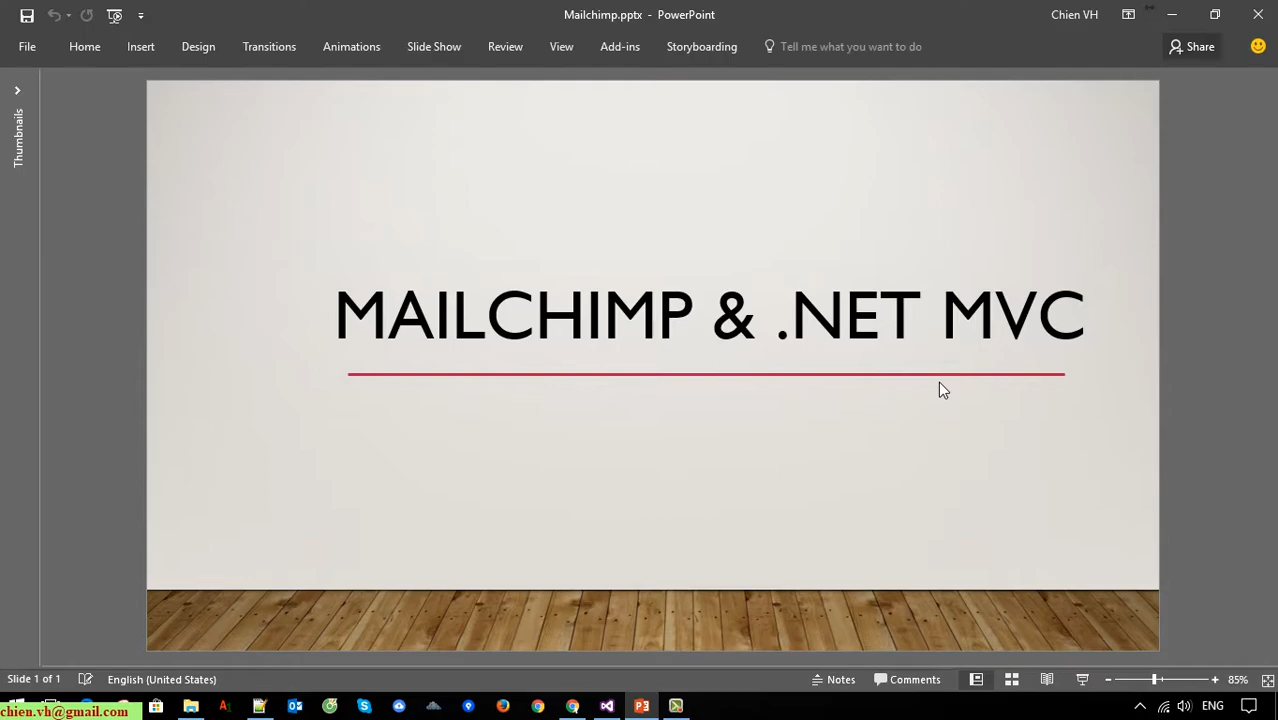 Mailchimp.pptx - PowerPoint
Chien VH
File Home Insert Design Transitions Animations Slide Show Review View Add-ins Storyboarding Tell me what you want to do Share
Thumbnails
MAILCHIMP & .NET MVC
Slide 1 of 1 English (United States) Notes Comments 85%
chien.vh@gmail.com
ENG